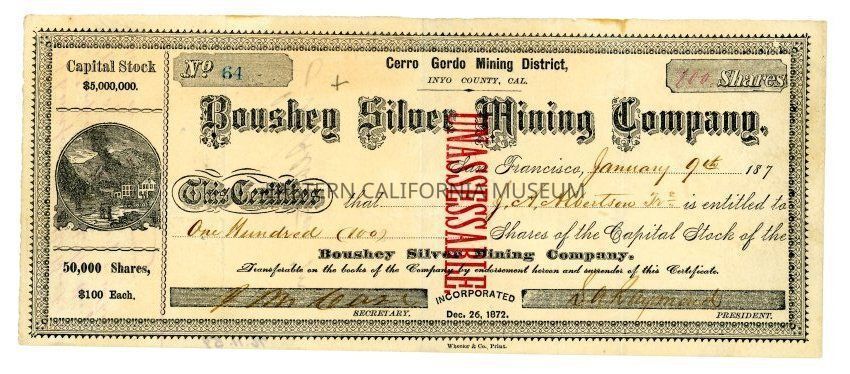 Capital Stock
$5,000,000.
50,000 Shares,
$100 Each.
Nº 64
Cerro Gordo Mining District,
INYO COUNTY, CAL.
100 Shares
Boushey Silver Mining Company,
San Francisco, January 9th 187
This Certifies that J. A. Albertson is entitled to
One Hundred (100) Shares of the Capital Stock of the
Boushey Silver Mining Company.
Transferable on the books of the Company by endorsement hereon and surrender of this Certificate.
SECRETARY.
INCORPORATED
Dec. 26, 1872.
PRESIDENT.
Wheeler & Co., Print.
UNASSESSABLE
TERN CALIFORNIA MUSEUM